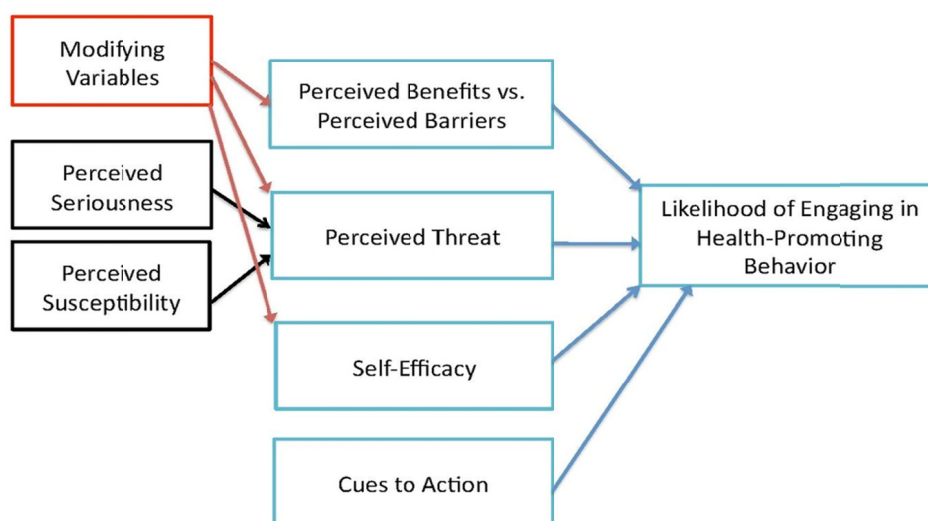 Modifying
Variables
Perceived Benefits vs.
Perceived Barriers
Perceived
Seriousness
Perceived Threat
Likelihood of Engaging in
Health-Promoting
Behavior
Perceived
Susceptibility
Self-Efficacy
Cues to Action